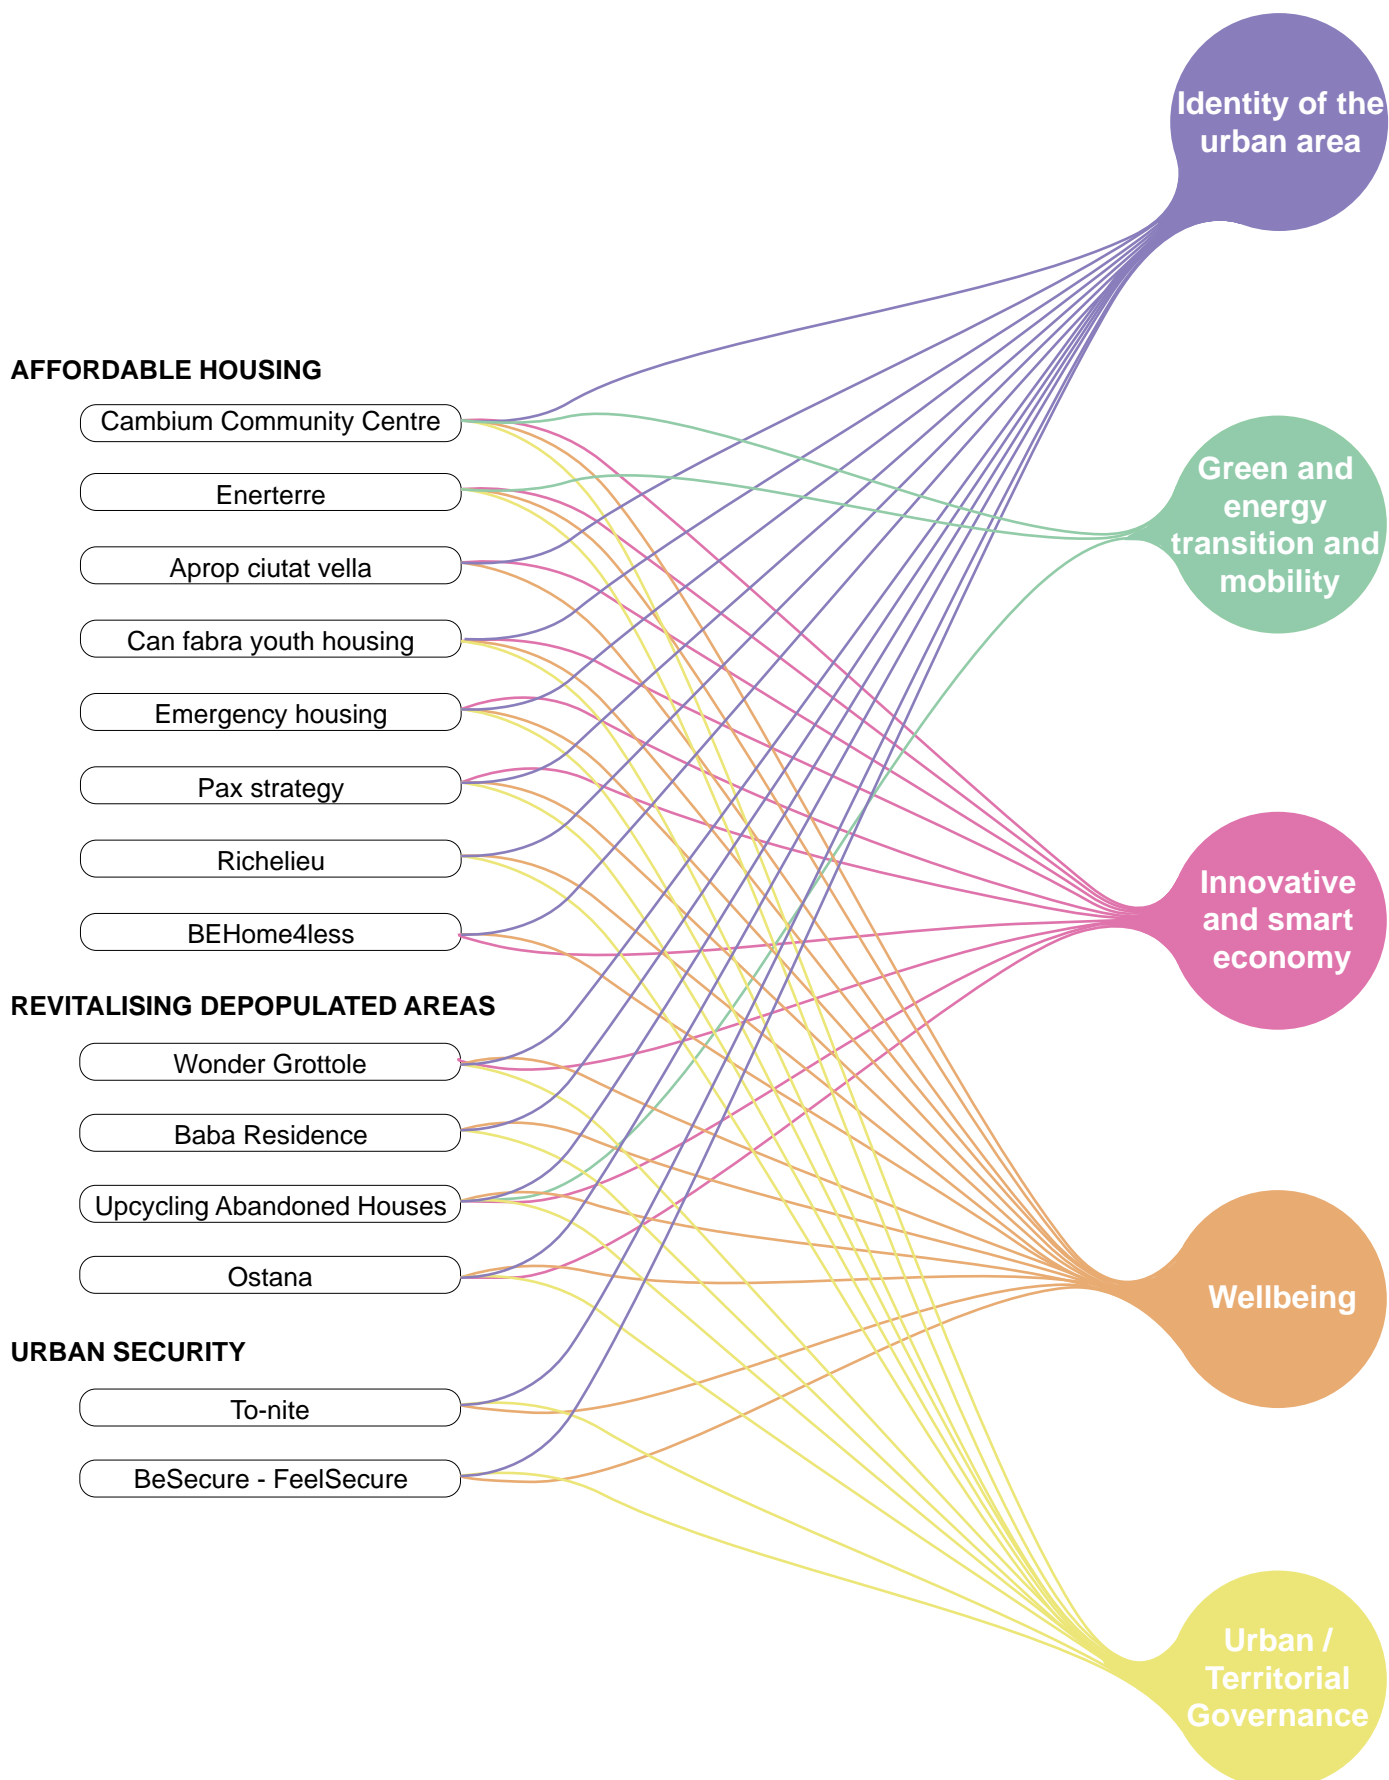 Identity of the
urban area
AFFORDABLE HOUSING
Cambium Community Centre
Enerterre
Aprop ciutat vella
Can fabra youth housing
Emergency housing
Pax strategy
Richelieu
BEHome4less
Green and
energy
transition and
mobility
Innovative
and smart
economy
REVITALISING DEPOPULATED AREAS
Wonder Grottole
Baba Residence
Upcycling Abandoned Houses
Ostana
Wellbeing
URBAN SECURITY
To-nite
BeSecure - FeelSecure
Urban /
Territorial
Governance